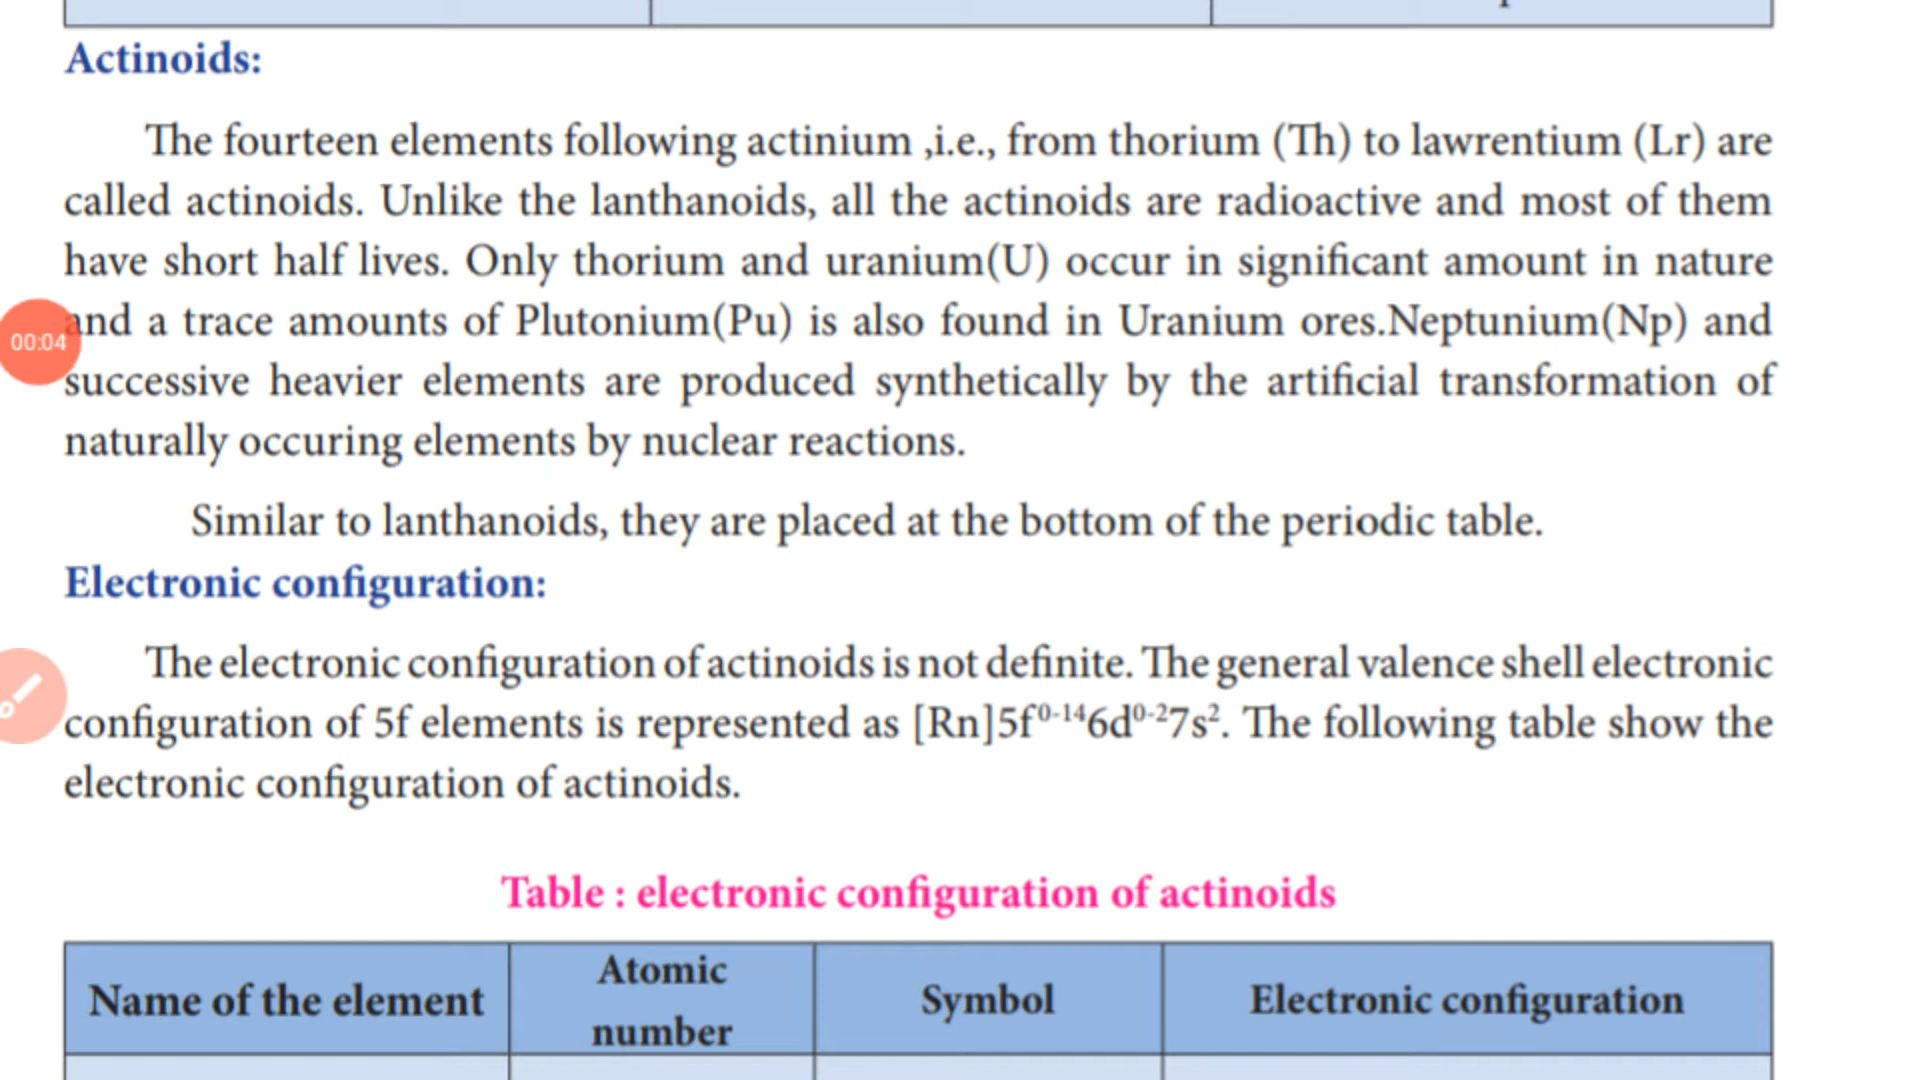 Actinoids:
The fourteen elements following actinium ,i.e., from thorium (Th) to lawrentium (Lr) are
called actinoids. Unlike the lanthanoids, all the actinoids are radioactive and most of them
have short half lives. Only thorium and uranium(U) occur in significant amount in nature
and a trace amounts of Plutonium(Pu) is also found in Uranium ores.Neptunium(Np) and
00:04
successive heavier elements are produced synthetically by the artificial transformation of
naturally occuring elements by nuclear reactions.
Similar to lanthanoids, they are placed at the bottom of the periodic table.
Electronic configuration:
The electronic configuration of actinoids is not definite. The general valence shell electronic
configuration of 5f elements is represented as [Rn]5f⁰⁻¹⁴6d⁰⁻²7s². The following table show the
electronic configuration of actinoids.
Table : electronic configuration of actinoids
Name of the element
Atomic
number
Symbol
Electronic configuration